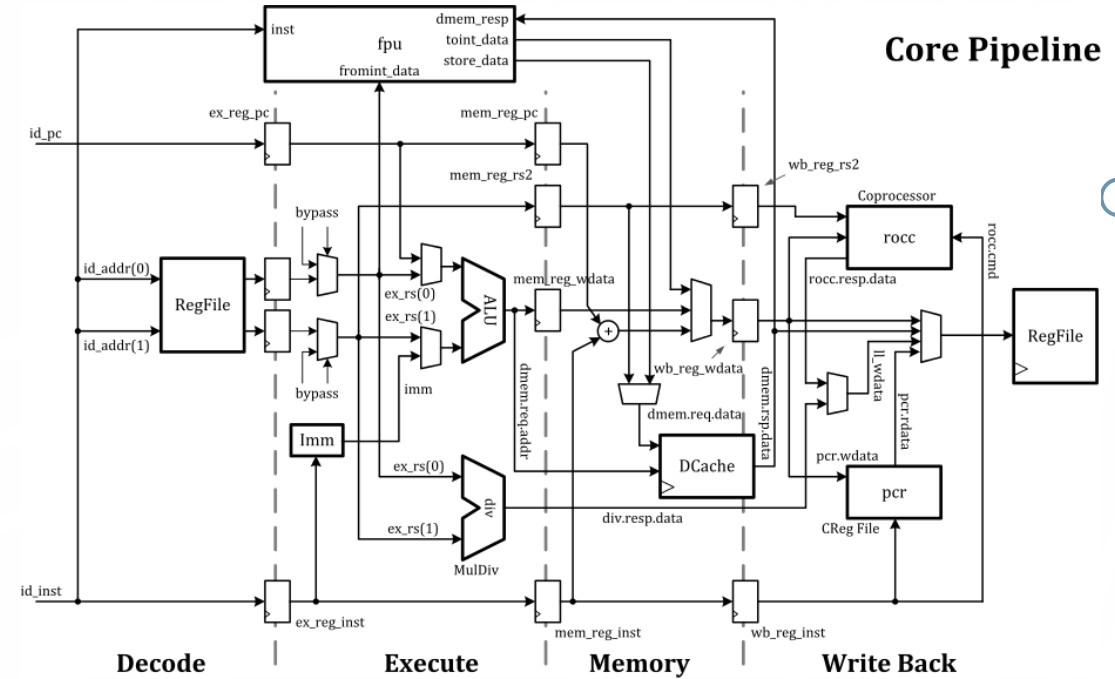 Core Pipeline
dmem_resp
inst
toint_data
fpu
store_data
fromint_data
ex_reg_pc
mem_reg_pc
id_pc
mem_reg_rs2
wb_reg_rs2
Coprocessor
bypass
rocc
rocc.cmd
id_addr(0)
rocc.resp.data
mem_reg_wdata
ex_rs(0)
RegFile
ALU
ex_rs(1)
+
RegFile
id_addr(1)
wb_reg_wdata
ll_wdata
bypass
imm
dmem.req.addr
dmem.req.data
dmem.rsp.data
pcr.rdata
Imm
pcr.wdata
ex_rs(0)
DCache
div
pcr
div.resp.data
ex_rs(1)
CReg File
MulDiv
id_inst
ex_reg_inst
mem_reg_inst
wb_reg_inst
Decode
Execute
Memory
Write Back